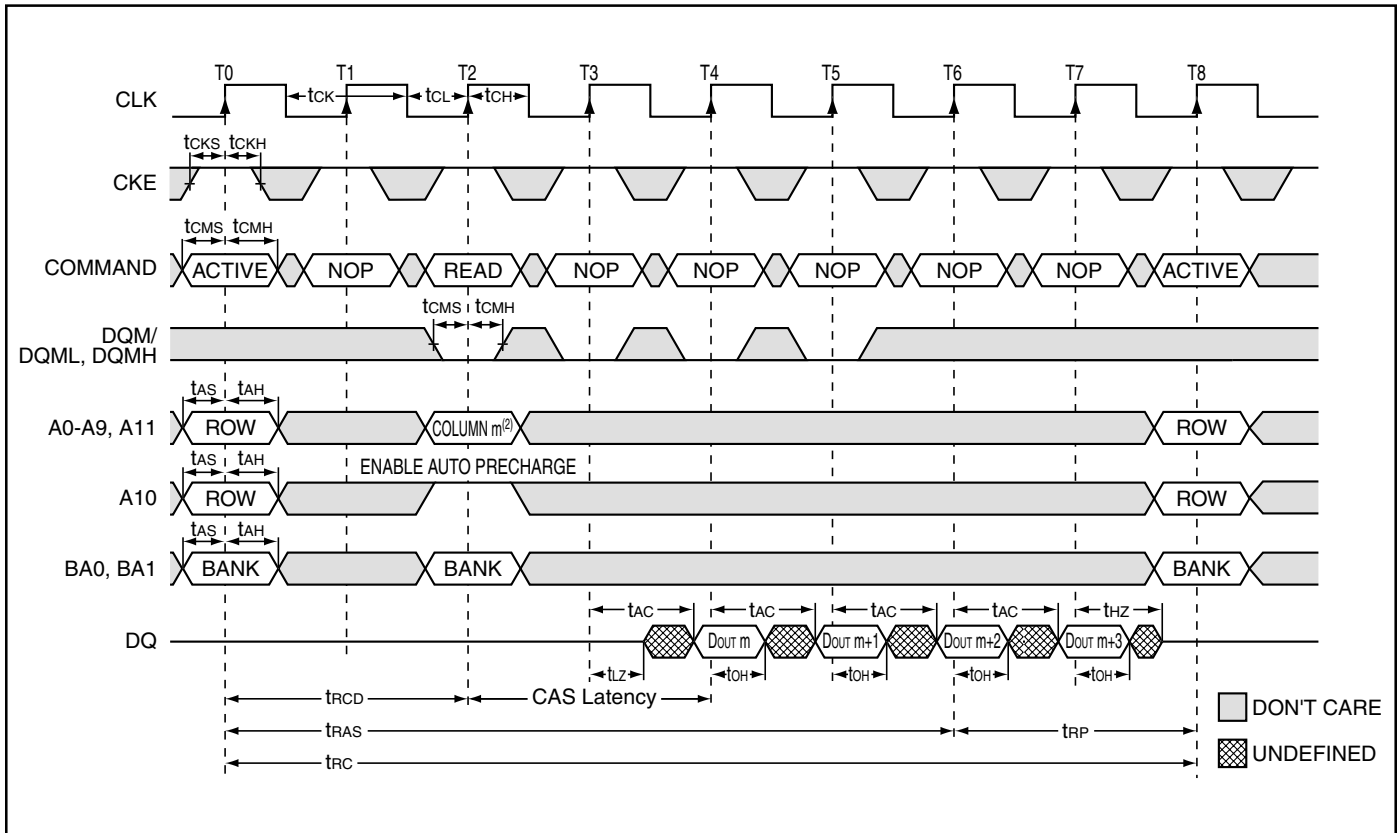 T0 T1 T2 T3 T4 T5 T6 T7 T8
CLK tCK tCL tCH
tCKS tCKH
CKE
tCMS tCMH
COMMAND ACTIVE NOP READ NOP NOP NOP NOP NOP ACTIVE
tCMS tCMH
DQM/
DQML, DQMH
tAS tAH
A0-A9, A11 ROW COLUMN m(2) ROW
tAS tAH ENABLE AUTO PRECHARGE
A10 ROW ROW
tAS tAH
BA0, BA1 BANK BANK BANK
tAC tAC tAC tAC tHZ
DQ DOUT m DOUT m+1 DOUT m+2 DOUT m+3
tLZ tOH tOH tOH tOH
tRCD CAS Latency
DON'T CARE
tRAS tRP
UNDEFINED
tRC